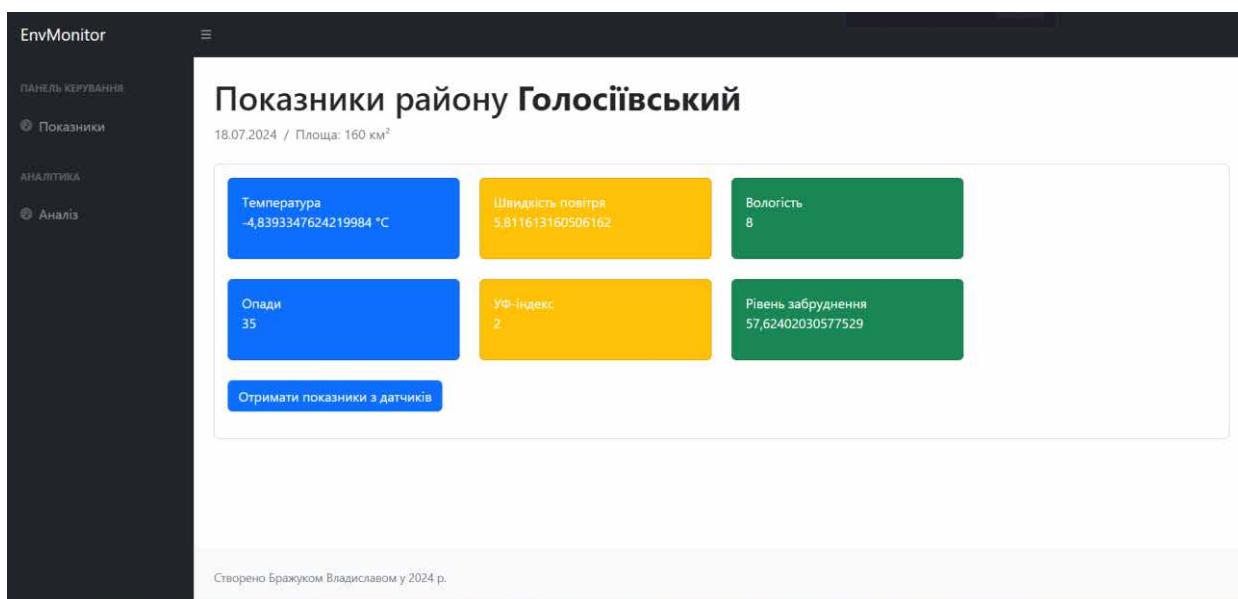 EnvMonitor
ПАНЕЛЬ КЕРУВАННЯ
Показники
АНАЛІТИКА
Аналіз
Показники району Голосіївський
18.07.2024 / Площа: 160 км²
Температура
-4,8393347624219984 °C
Швидкість повітря
5,811613160506162
Вологість
8
Опади
35
УФ-індекс
2
Рівень забруднення
57,62402030577529
Отримати показники з датчиків
Створено Бражуком Владиславом у 2024 р.